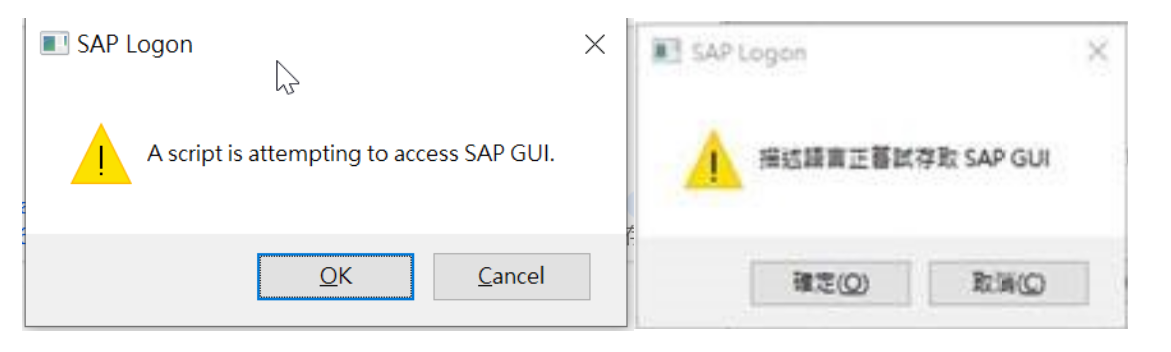 SAP Logon
A script is attempting to access SAP GUI.
OK
Cancel
SAP Logon
描述語言正嘗試存取 SAP GUI
確定(O)
取消(C)